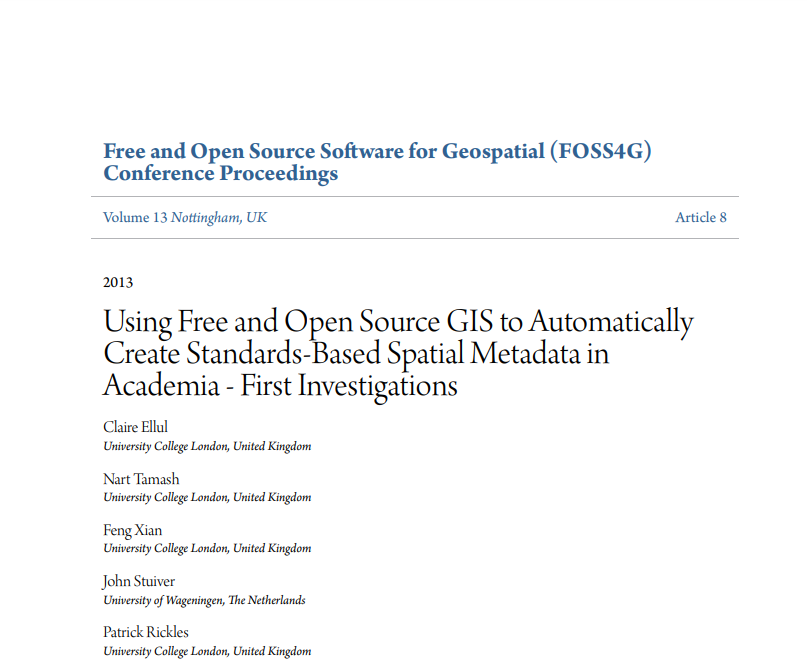 Free and Open Source Software for Geospatial (FOSS4G)
Conference Proceedings
Volume 13 Nottingham, UK
Article 8
2013
Using Free and Open Source GIS to Automatically
Create Standards-Based Spatial Metadata in
Academia - First Investigations
Claire Ellul
University College London, United Kingdom
Nart Tamash
University College London, United Kingdom
Feng Xian
University College London, United Kingdom
John Stuiver
University of Wageningen, The Netherlands
Patrick Rickles
University College London, United Kingdom